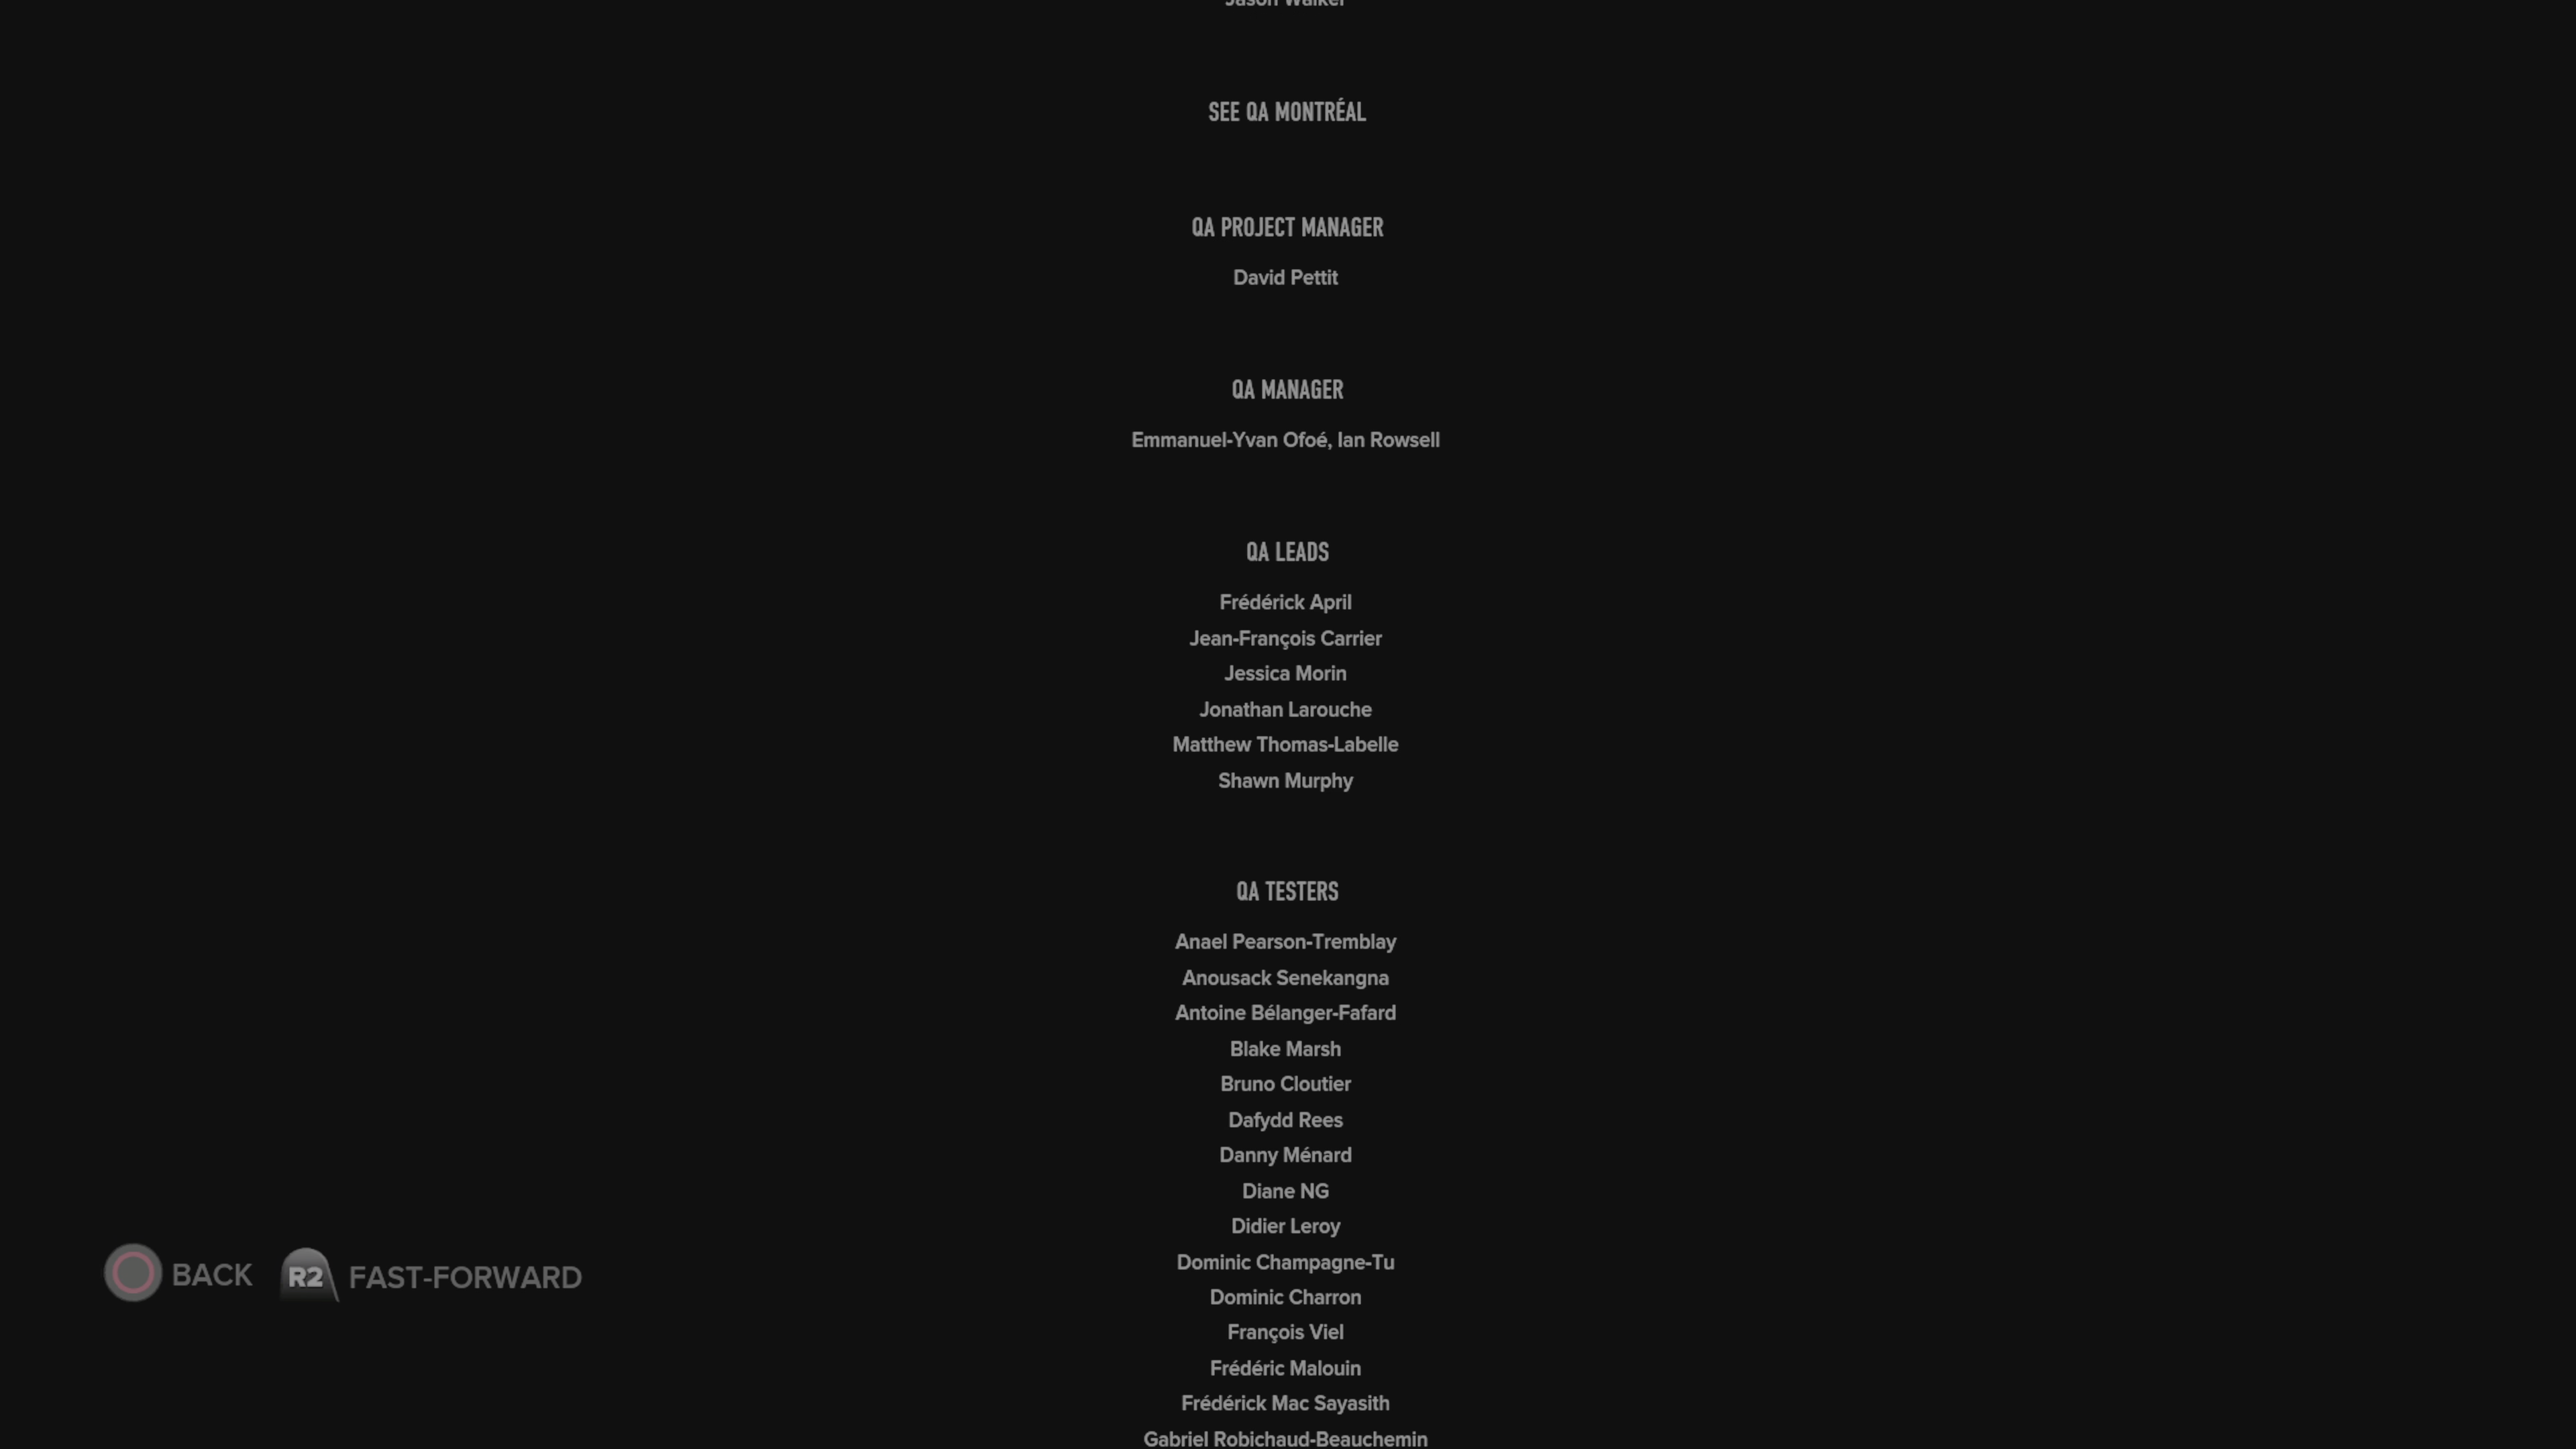 Jason Walker
SEE QA MONTRÉAL
QA PROJECT MANAGER
David Pettit
QA MANAGER
Emmanuel-Yvan Ofoé, Ian Rowsell
QA LEADS
Frédérick April
Jean-François Carrier
Jessica Morin
Jonathan Larouche
Matthew Thomas-Labelle
Shawn Murphy
QA TESTERS
Anael Pearson-Tremblay
Anousack Senekangna
Antoine Bélanger-Fafard
Blake Marsh
Bruno Cloutier
Dafydd Rees
Danny Ménard
Diane NG
Didier Leroy
Dominic Champagne-Tu
Dominic Charron
François Viel
Frédéric Malouin
Frédérick Mac Sayasith
Gabriel Robichaud-Beauchemin
BACK R2 FAST-FORWARD